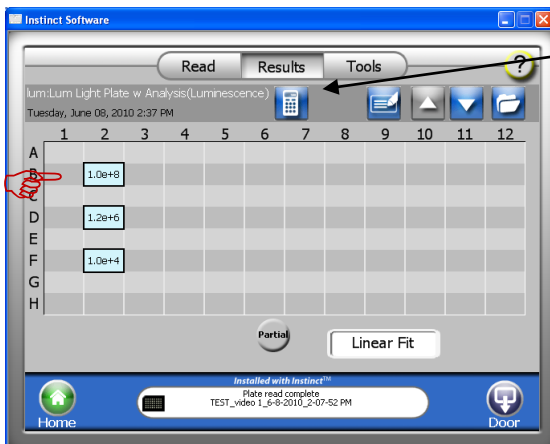 Instinct Software
Read Results Tools ?
lum:Lum Light Plate w Analysis(Luminescence)
Tuesday, June 08, 2010 2:37 PM
1 2 3 4 5 6 7 8 9 10 11 12
A
B 1.0e+8
C
D 1.2e+6
E
F 1.0e+4
G
H
Partial Linear Fit
Installed with Instinct™
Plate read complete
TEST_video 1_6-8-2010_2-07-52 PM
Home Door